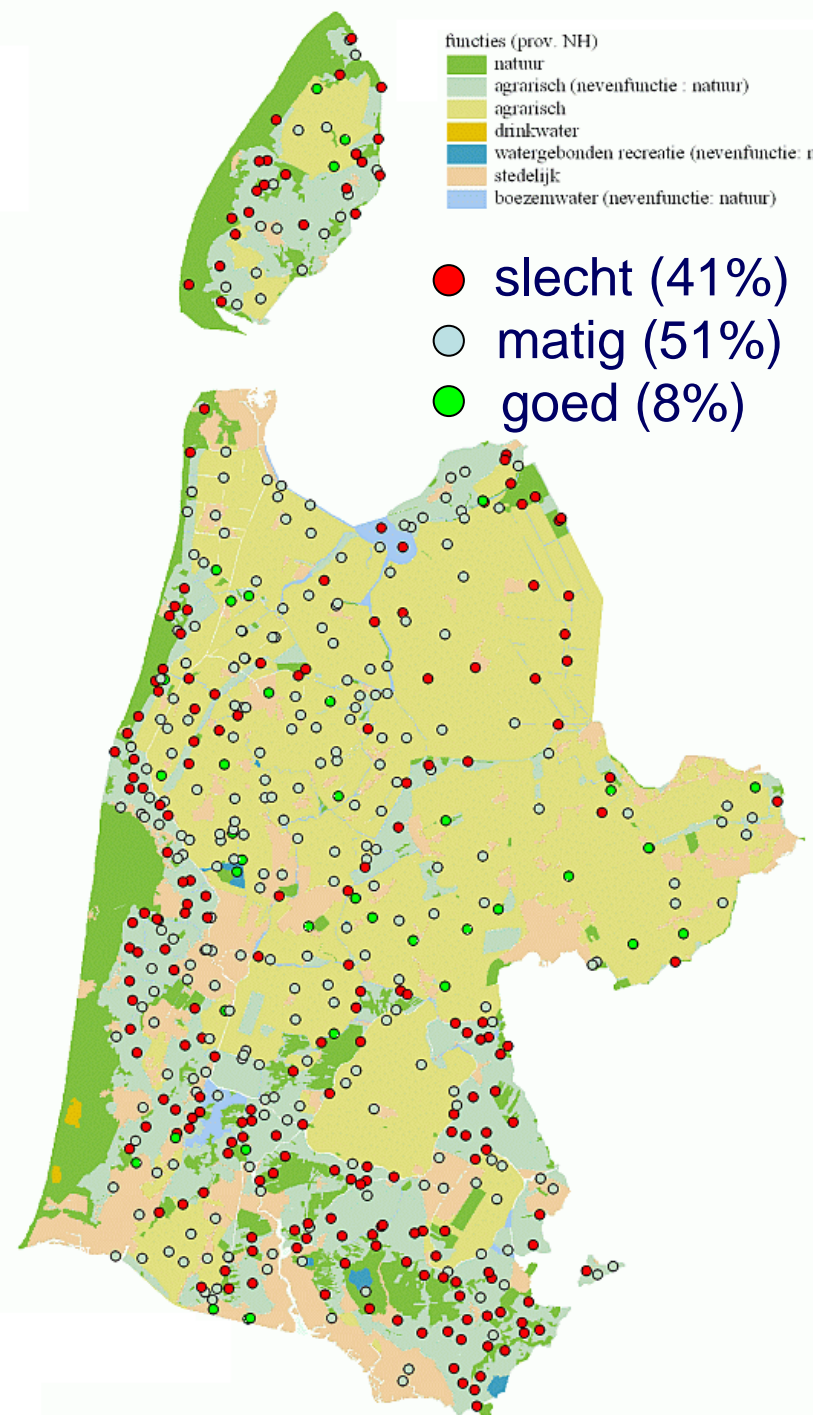 functies (prov. NH)
natuur
agrarisch (nevenfunctie : natuur)
agrarisch
drinkwater
watergebonden recreatie (nevenfunctie: n
stedelijk
boezemwater (nevenfunctie: natuur)
slecht (41%)
matig (51%)
goed (8%)